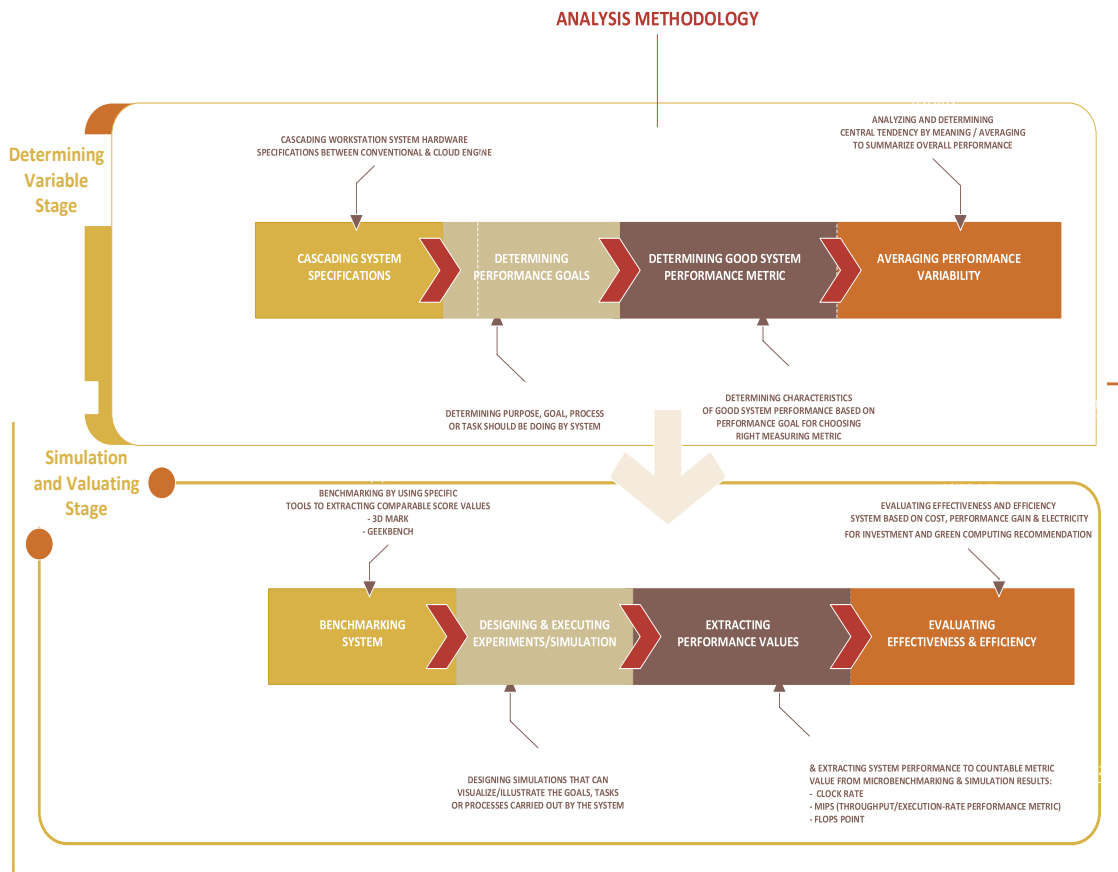 ANALYSIS METHODOLOGY
Determining
Variable
Stage
CASCADING WORKSTATION SYSTEM HARDWARE
SPECIFICATIONS BETWEEN CONVENTIONAL & CLOUD ENGINE
ANALYZING AND DETERMINING
CENTRAL TENDENCY BY MEANING / AVERAGING
TO SUMMARIZE OVERALL PERFORMANCE
CASCADING SYSTEM
SPECIFICATIONS
DETERMINING
PERFORMANCE GOALS
DETERMINING GOOD SYSTEM
PERFORMANCE METRIC
AVERAGING PERFORMANCE
VARIABILITY
DETERMINING PURPOSE, GOAL, PROCESS
OR TASK SHOULD BE DOING BY SYSTEM
DETERMINING CHARACTERISTICS
OF GOOD SYSTEM PERFORMANCE BASED ON
PERFORMANCE GOAL FOR CHOOSING
RIGHT MEASURING METRIC
Simulation
and Valuating
Stage
BENCHMARKING BY USING SPECIFIC
TOOLS TO EXTRACTING COMPARABLE SCORE VALUES
- 3D MARK
- GEEKBENCH
EVALUATING EFFECTIVENESS AND EFFICIENCY
SYSTEM BASED ON COST, PERFORMANCE GAIN & ELECTRICITY
FOR INVESTMENT AND GREEN COMPUTING RECOMMENDATION
BENCHMARKING
SYSTEM
DESIGNING & EXECUTING
EXPERIMENTS/SIMULATION
EXTRACTING
PERFORMANCE VALUES
EVALUATING
EFFECTIVENESS & EFFICIENCY
DESIGNING SIMULATIONS THAT CAN
VISUALIZE/ILLUSTRATE THE GOALS, TASKS
OR PROCESSES CARRIED OUT BY THE SYSTEM
& EXTRACTING SYSTEM PERFORMANCE TO COUNTABLE METRIC
VALUE FROM MICROBENCHMARKING & SIMULATION RESULTS:
- CLOCK RATE
- MIPS (THROUGHPUT/EXECUTION-RATE PERFORMANCE METRIC)
- FLOPS POINT